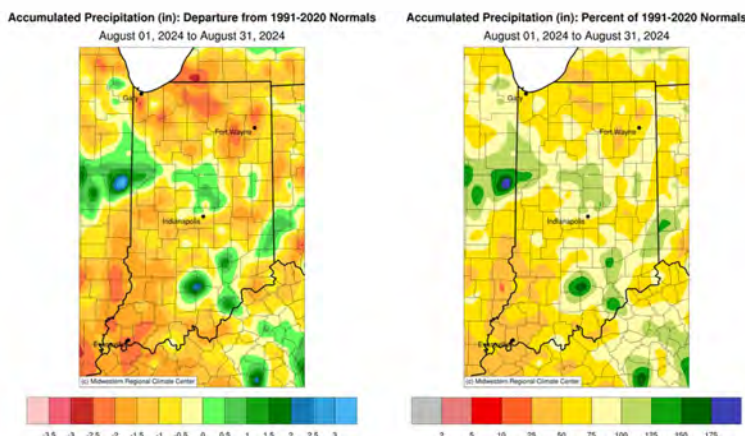 Accumulated Precipitation (in): Departure from 1991-2020 Normals
August 01, 2024 to August 31, 2024
Gary
Fort Wayne
Indianapolis
(c) Midwestern Regional Climate Center
-3.5 -3 -2.5 -2 -1.5 -1 -0.5 0 0.5 1 1.5 2 2.5 3
Accumulated Precipitation (in): Percent of 1991-2020 Normals
August 01, 2024 to August 31, 2024
Gary
Fort Wayne
Indianapolis
(c) Midwestern Regional Climate Center
2 5 10 25 50 75 100 125 150 175